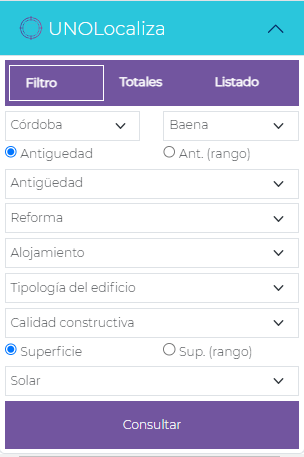 UNOLocaliza
Filtro Totales Listado
Córdoba Baena
Antiguedad Ant. (rango)
Antigüedad
Reforma
Alojamiento
Tipología del edificio
Calidad constructiva
Superficie Sup. (rango)
Solar
Consultar